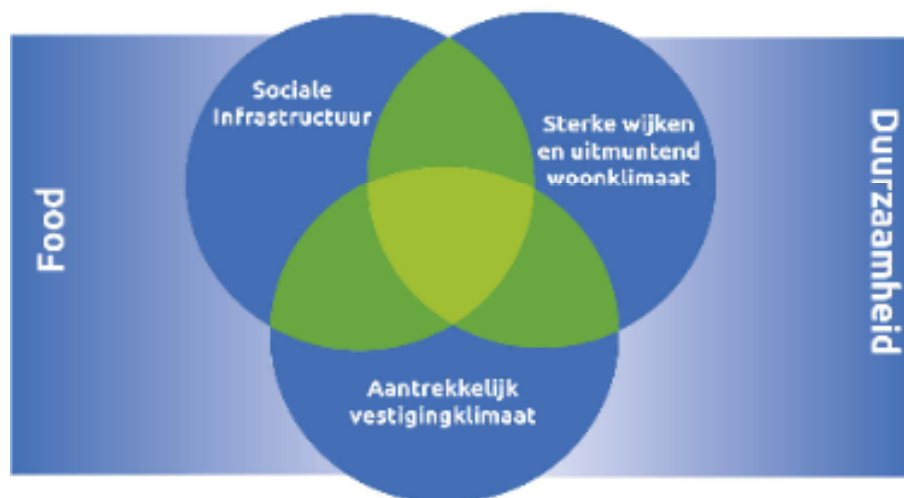 Sociale
Infrastructuur
Sterke wijken
en uitmuntend
woonklimaat
Food
Duurzaamheid
Aantrekkelijk
vestigingklimaat